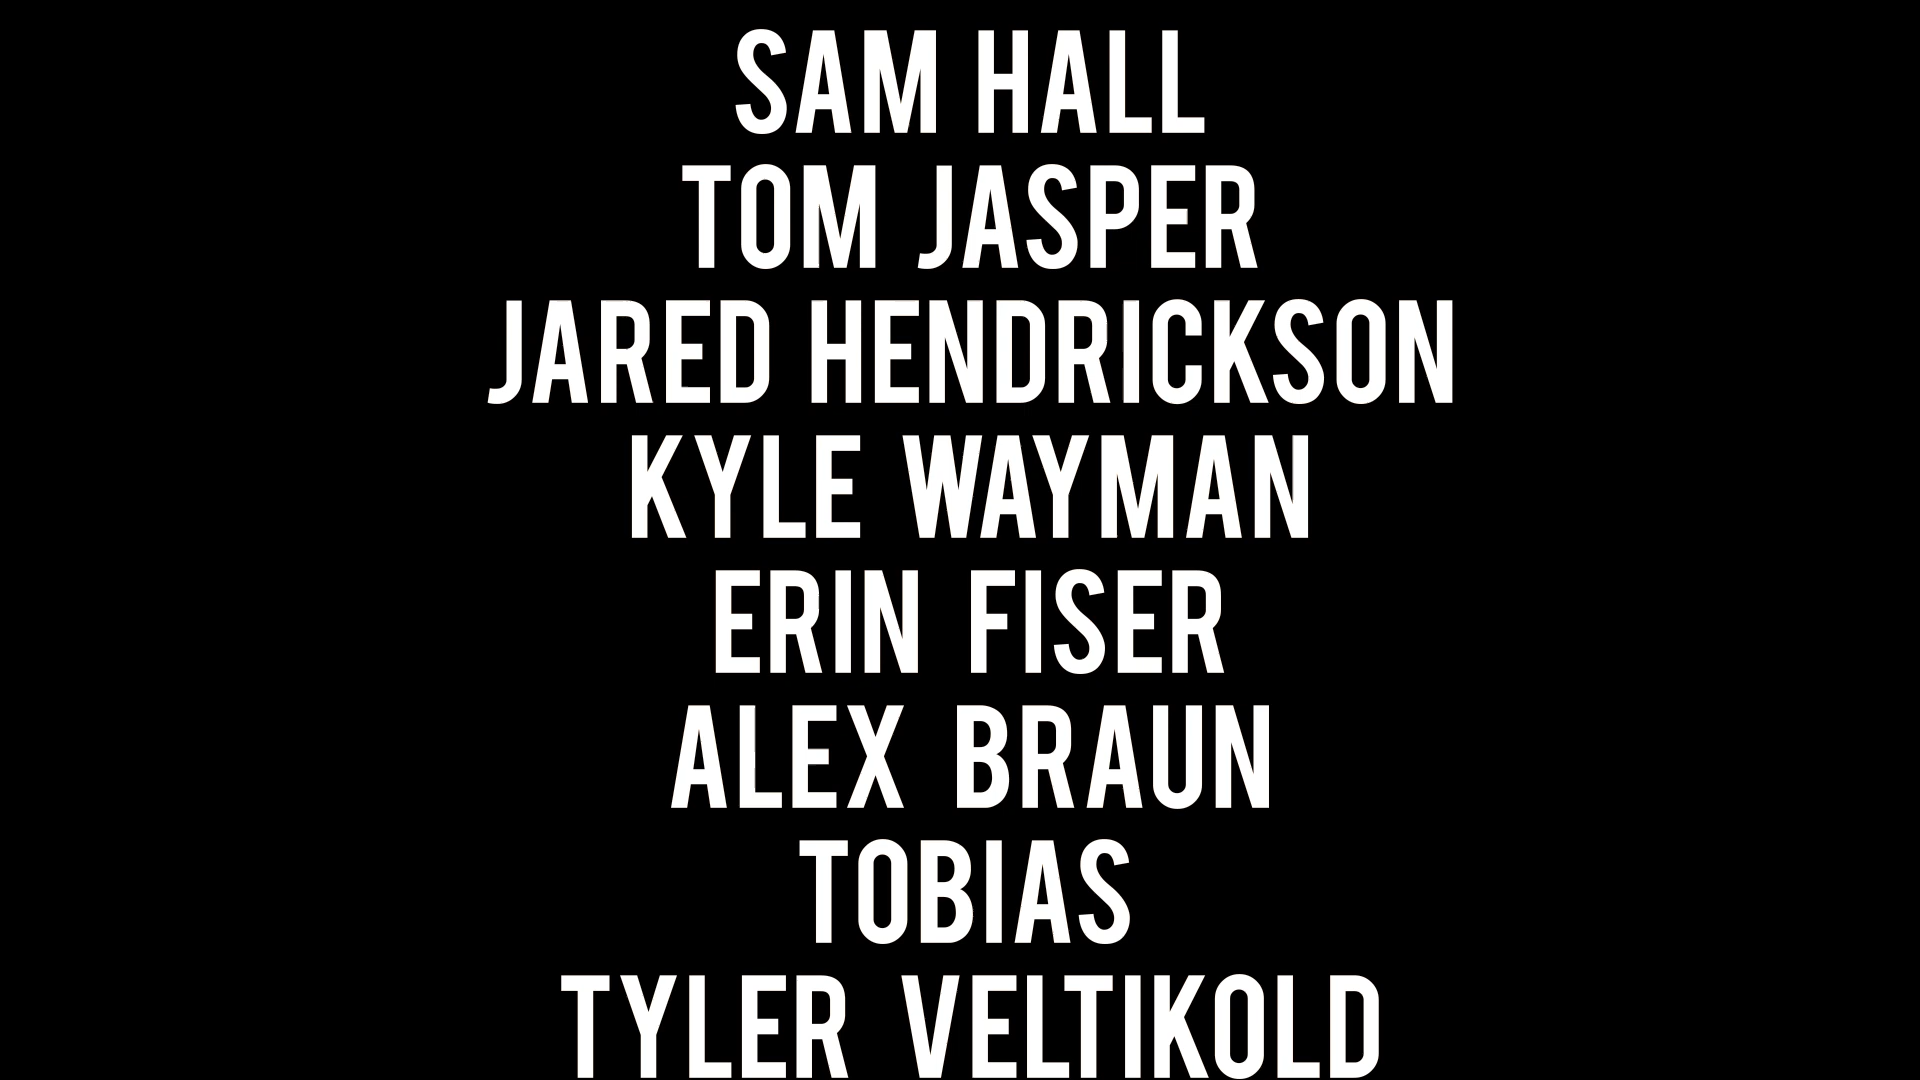 SAM HALL
TOM JASPER
JARED HENDRICKSON
KYLE WAYMAN
ERIN FISER
ALEX BRAUN
TOBIAS
TYLER VELTIKOLD